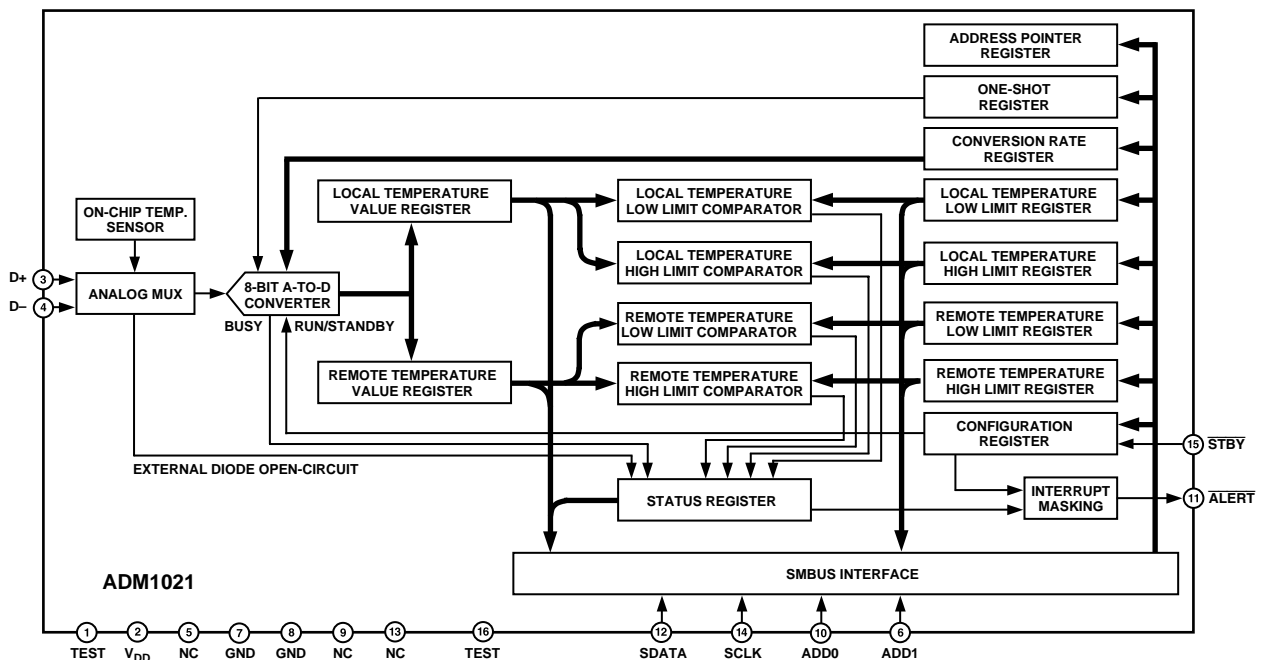 ADDRESS POINTER
REGISTER
ONE-SHOT
REGISTER
CONVERSION RATE
REGISTER
ON-CHIP TEMP.
SENSOR
LOCAL TEMPERATURE
VALUE REGISTER
LOCAL TEMPERATURE
LOW LIMIT COMPARATOR
LOCAL TEMPERATURE
LOW LIMIT REGISTER
D+
3
D–
4
ANALOG MUX
8-BIT A-TO-D
CONVERTER
BUSY
RUN/STANDBY
LOCAL TEMPERATURE
HIGH LIMIT COMPARATOR
LOCAL TEMPERATURE
HIGH LIMIT REGISTER
REMOTE TEMPERATURE
LOW LIMIT COMPARATOR
REMOTE TEMPERATURE
LOW LIMIT REGISTER
REMOTE TEMPERATURE
VALUE REGISTER
REMOTE TEMPERATURE
HIGH LIMIT COMPARATOR
REMOTE TEMPERATURE
HIGH LIMIT REGISTER
CONFIGURATION
REGISTER
15
STBY
EXTERNAL DIODE OPEN-CIRCUIT
STATUS REGISTER
INTERRUPT
MASKING
11
ALERT
SMBUS INTERFACE
ADM1021
1
TEST
2
VDD
5
NC
7
GND
8
GND
9
NC
13
NC
16
TEST
12
SDATA
14
SCLK
10
ADD0
6
ADD1